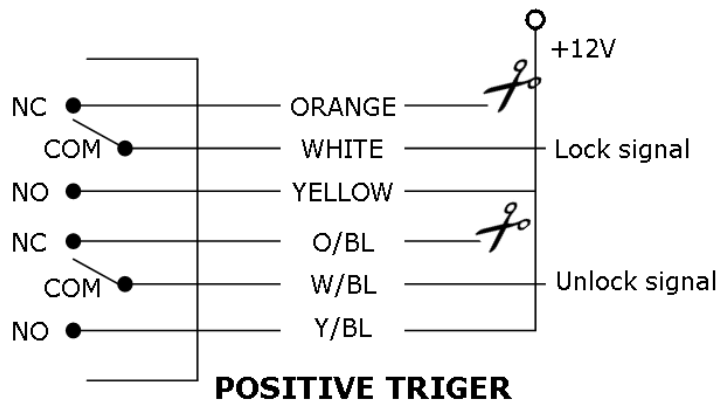 +12V
NC ORANGE
COM WHITE Lock signal
NO YELLOW
NC O/BL
COM W/BL Unlock signal
NO Y/BL
POSITIVE TRIGER